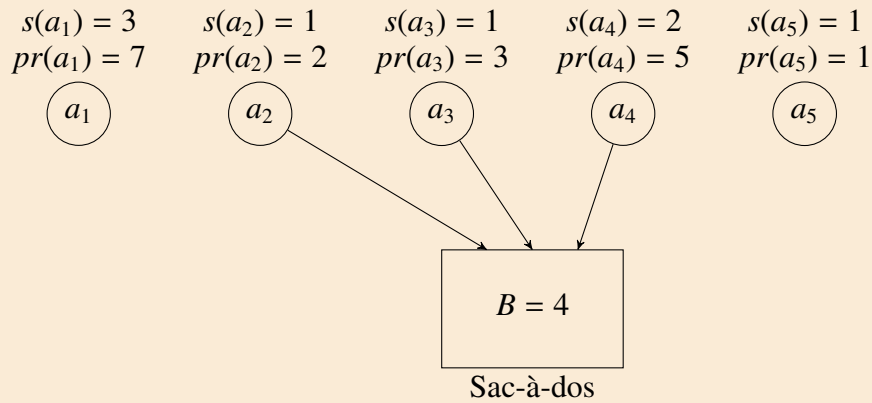 s(a₁) = 3 s(a₂) = 1 s(a₃) = 1 s(a₄) = 2 s(a₅) = 1
pr(a₁) = 7 pr(a₂) = 2 pr(a₃) = 3 pr(a₄) = 5 pr(a₅) = 1
a₁ a₂ a₃ a₄ a₅
B = 4
Sac-à-dos